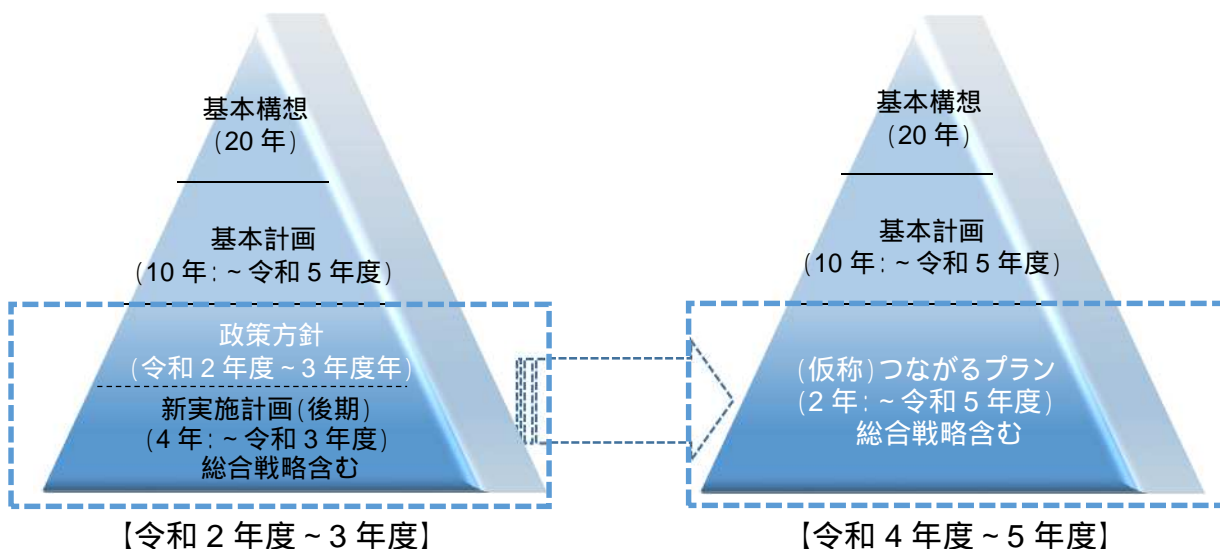 基本構想
(20年)
基本計画
(10年:~令和5年度)
政策方針
(令和2年度~3年度年)
新実施計画(後期)
(4年:~令和3年度)
総合戦略含む
【令和2年度~3年度】
基本構想
(20年)
基本計画
(10年:~令和5年度)
(仮称)つながるプラン
(2年:~令和5年度)
総合戦略含む
【令和4年度~5年度】